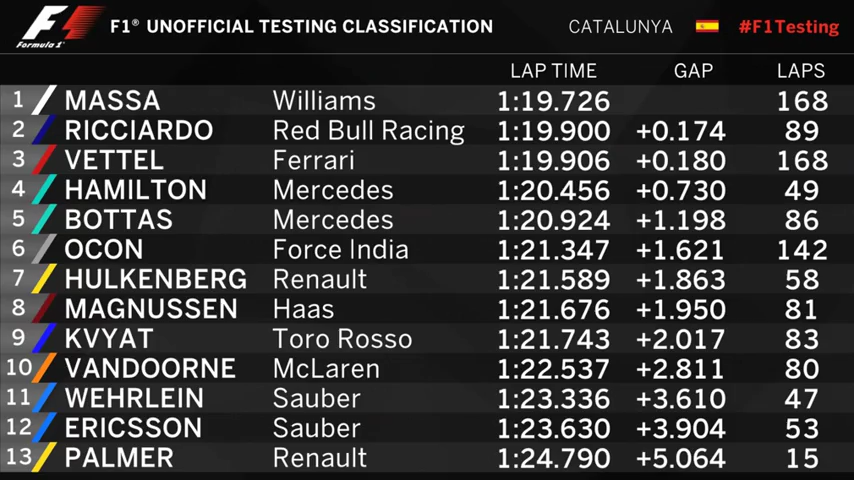 Formula 1®
F1® UNOFFICIAL TESTING CLASSIFICATION CATALUNYA #F1Testing
LAP TIME GAP LAPS
1 MASSA Williams 1:19.726 168
2 RICCIARDO Red Bull Racing 1:19.900 +0.174 89
3 VETTEL Ferrari 1:19.906 +0.180 168
4 HAMILTON Mercedes 1:20.456 +0.730 49
5 BOTTAS Mercedes 1:20.924 +1.198 86
6 OCON Force India 1:21.347 +1.621 142
7 HULKENBERG Renault 1:21.589 +1.863 58
8 MAGNUSSEN Haas 1:21.676 +1.950 81
9 KVYAT Toro Rosso 1:21.743 +2.017 83
10 VANDOORNE McLaren 1:22.537 +2.811 80
11 WEHRLEIN Sauber 1:23.336 +3.610 47
12 ERICSSON Sauber 1:23.630 +3.904 53
13 PALMER Renault 1:24.790 +5.064 15